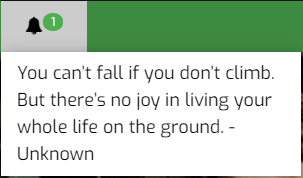 1
You can't fall if you don't climb.
But there's no joy in living your
whole life on the ground. -
Unknown